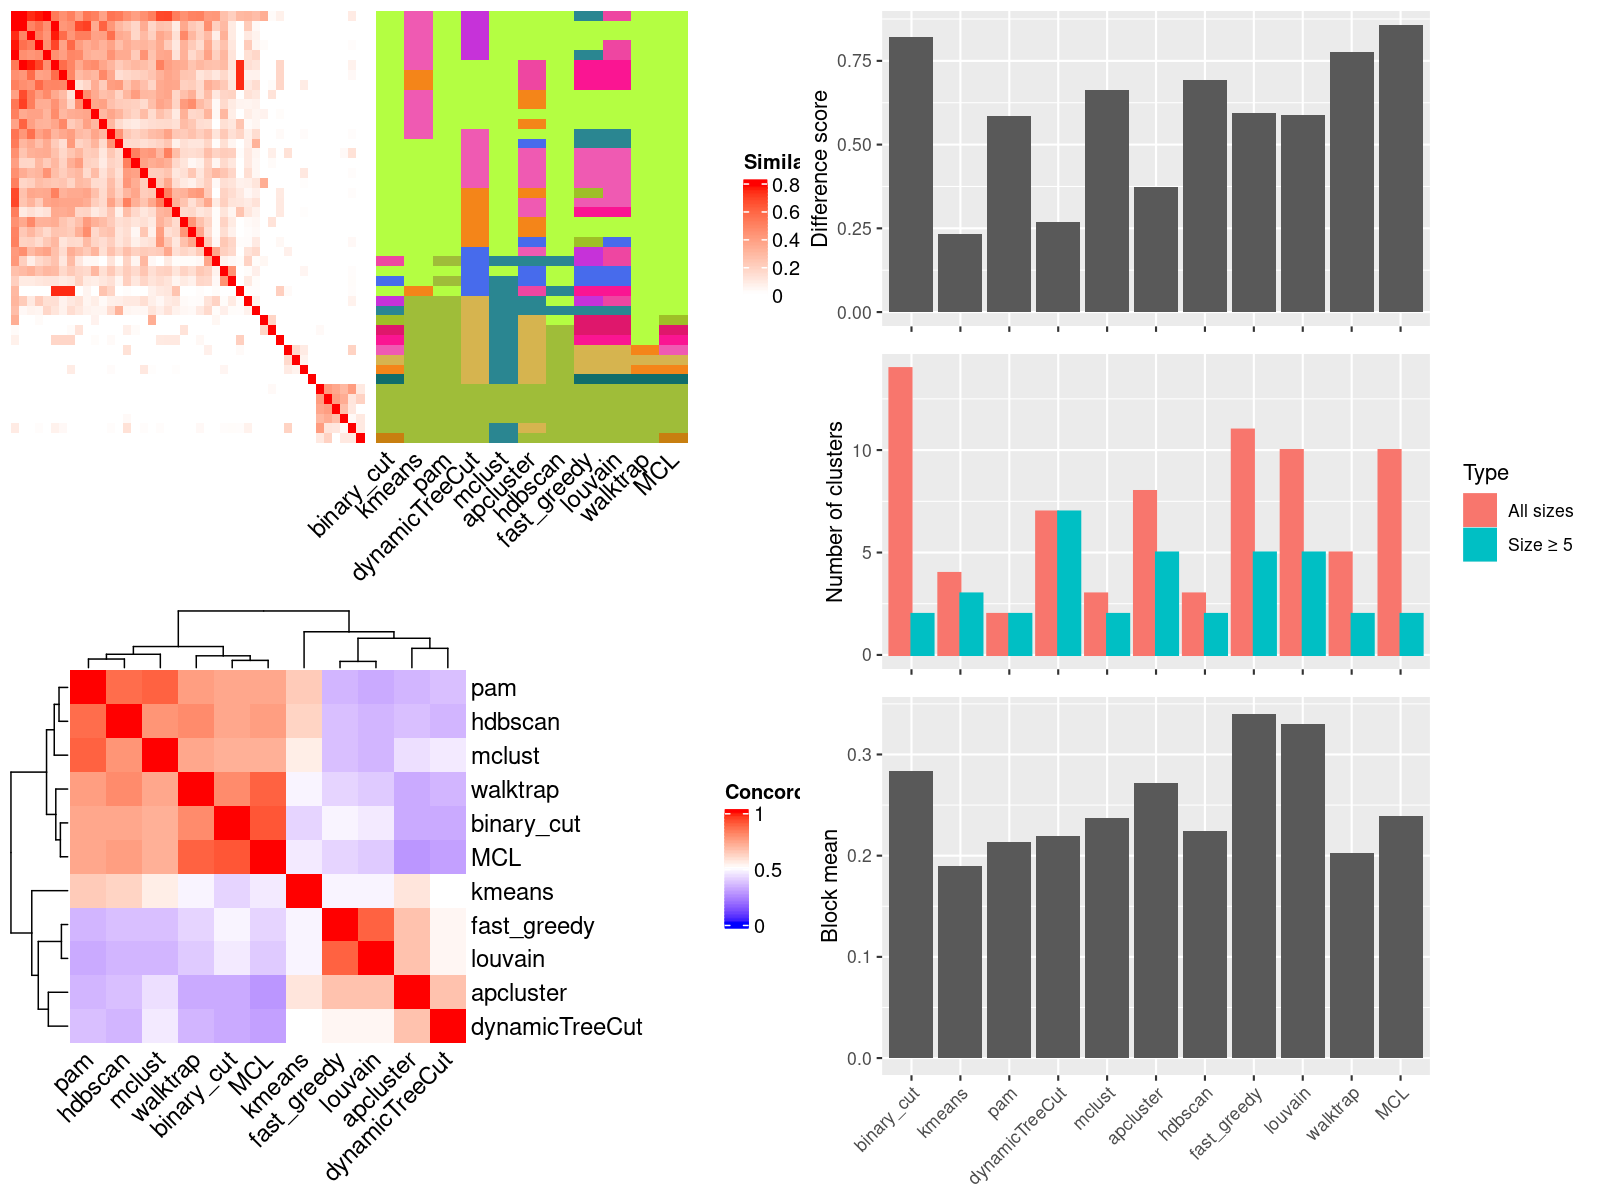 Simila
0.8
0.6
0.4
0.2
0
binary_cut
kmeans
pam
dynamicTreeCut
mclust
apcluster
hdbscan
fast_greedy
louvain
walktrap
MCL
pam
hdbscan
mclust
walktrap
binary_cut
MCL
kmeans
fast_greedy
louvain
apcluster
dynamicTreeCut
pam
hdbscan
mclust
walktrap
binary_cut
MCL
kmeans
fast_greedy
louvain
apcluster
dynamicTreeCut
Concord
1
0.5
0
Difference score
0.75
0.50
0.25
0.00
Number of clusters
10
5
0
Type
All sizes
Size ≥ 5
Block mean
0.3
0.2
0.1
0.0
binary_cut
kmeans
pam
dynamicTreeCut
mclust
apcluster
hdbscan
fast_greedy
louvain
walktrap
MCL